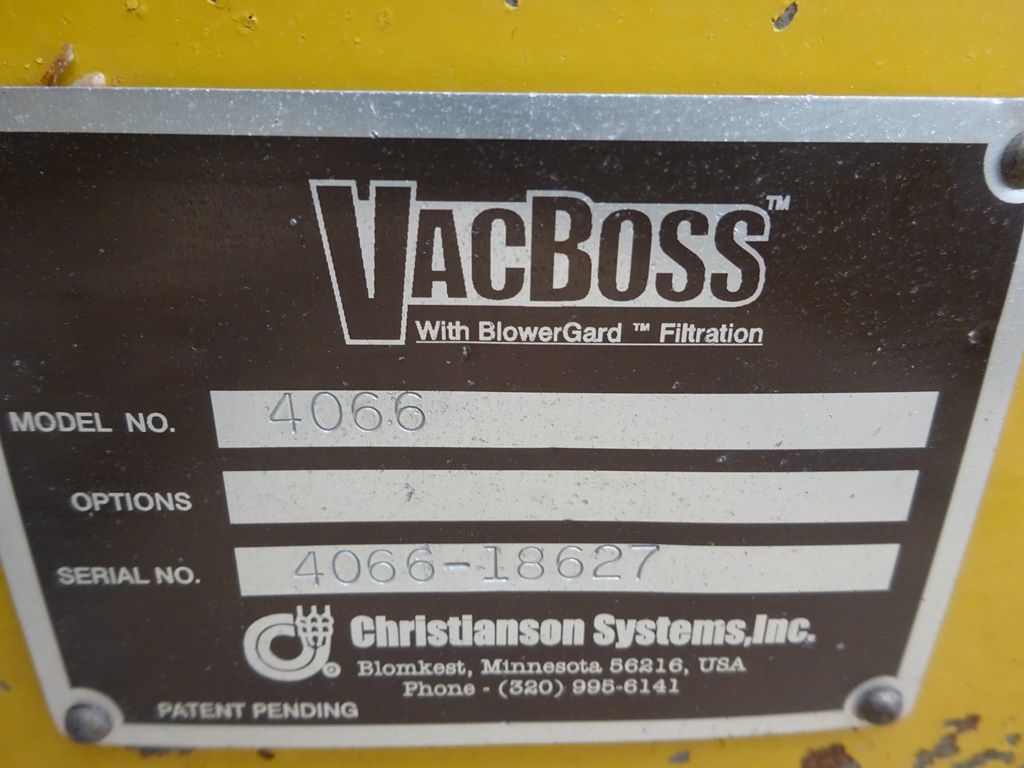 VACBOSS™
With BlowerGard ™ Filtration
MODEL NO. 4066
OPTIONS
SERIAL NO. 4066-18627
Christianson Systems, Inc.
Blomkest, Minnesota 56216, USA
Phone - (320) 995-6141
PATENT PENDING